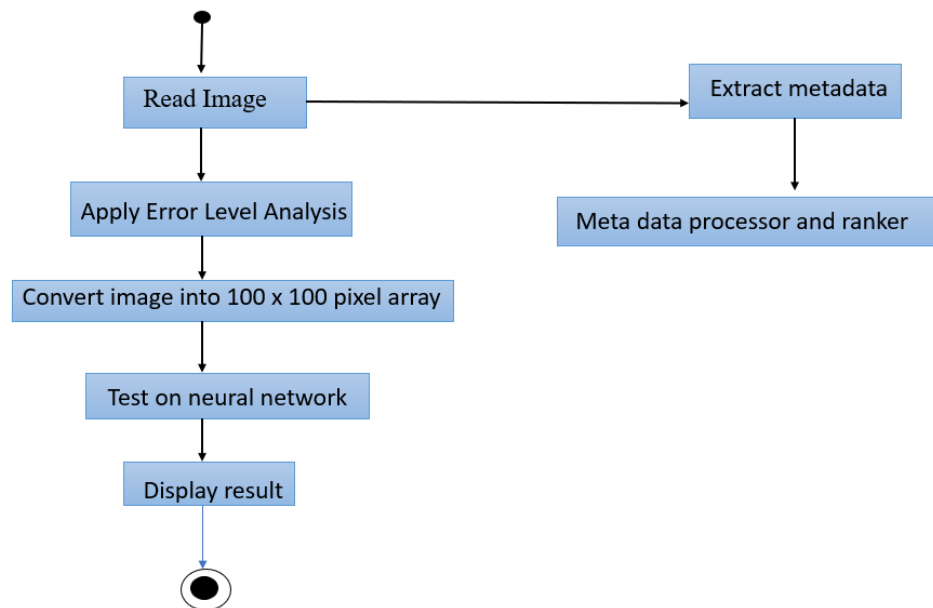 Read Image
Extract metadata
Apply Error Level Analysis
Meta data processor and ranker
Convert image into 100 x 100 pixel array
Test on neural network
Display result